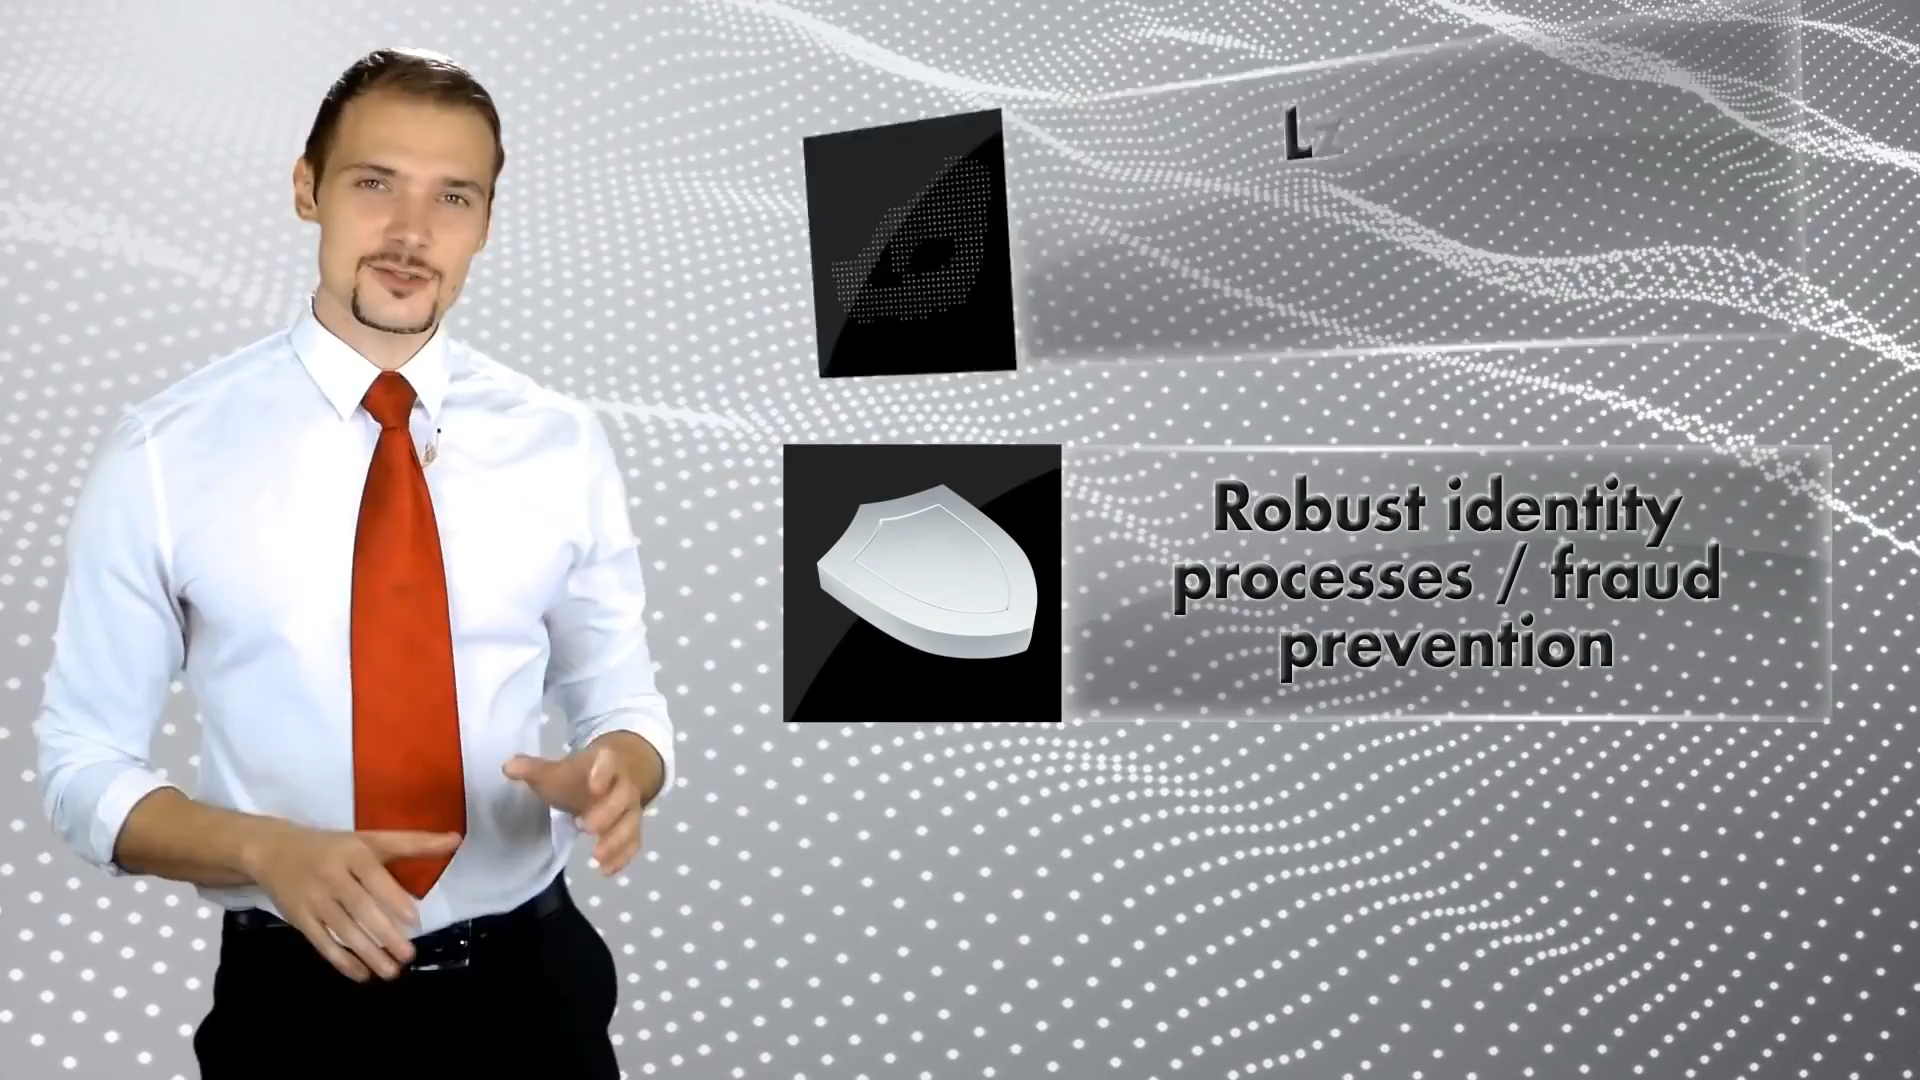 L
Robust identity
processes / fraud
prevention